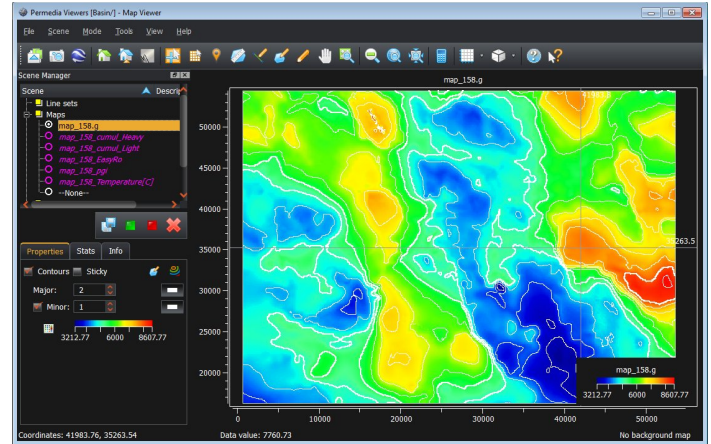 Permedia Viewers [Basin/] - Map Viewer
File Scene Mode Tools View Help
Scene Manager
map_158.g
Scene Descrip
Line sets
Maps
map_158.g
map_158_cumul_Heavy
map_158_cumul_Light
map_158_EasyRo
map_158_pgi
map_158_Temperature[C]
--None--
Properties Stats Info
Contours Sticky
Major: 2
Minor: 1
3212.77 6000 8607.77
50000
45000
40000
35000
30000
25000
20000
35263.5
map_158.g
3212.77 6000 8607.77
0 10000 20000 30000 40000 50000
Coordinates: 41983.76, 35263.54 Data value: 7760.73 No background map